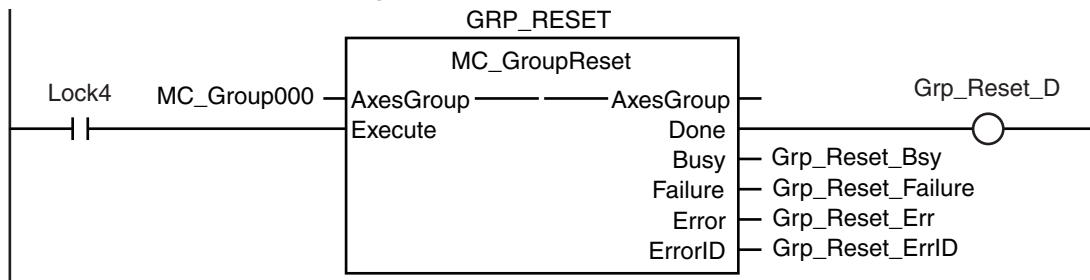 GRP_RESET
MC_GroupReset
Lock4 MC_Group000 AxesGroup AxesGroup Grp_Reset_D
Execute Done
Busy Grp_Reset_Bsy
Failure Grp_Reset_Failure
Error Grp_Reset_Err
ErrorID Grp_Reset_ErrID